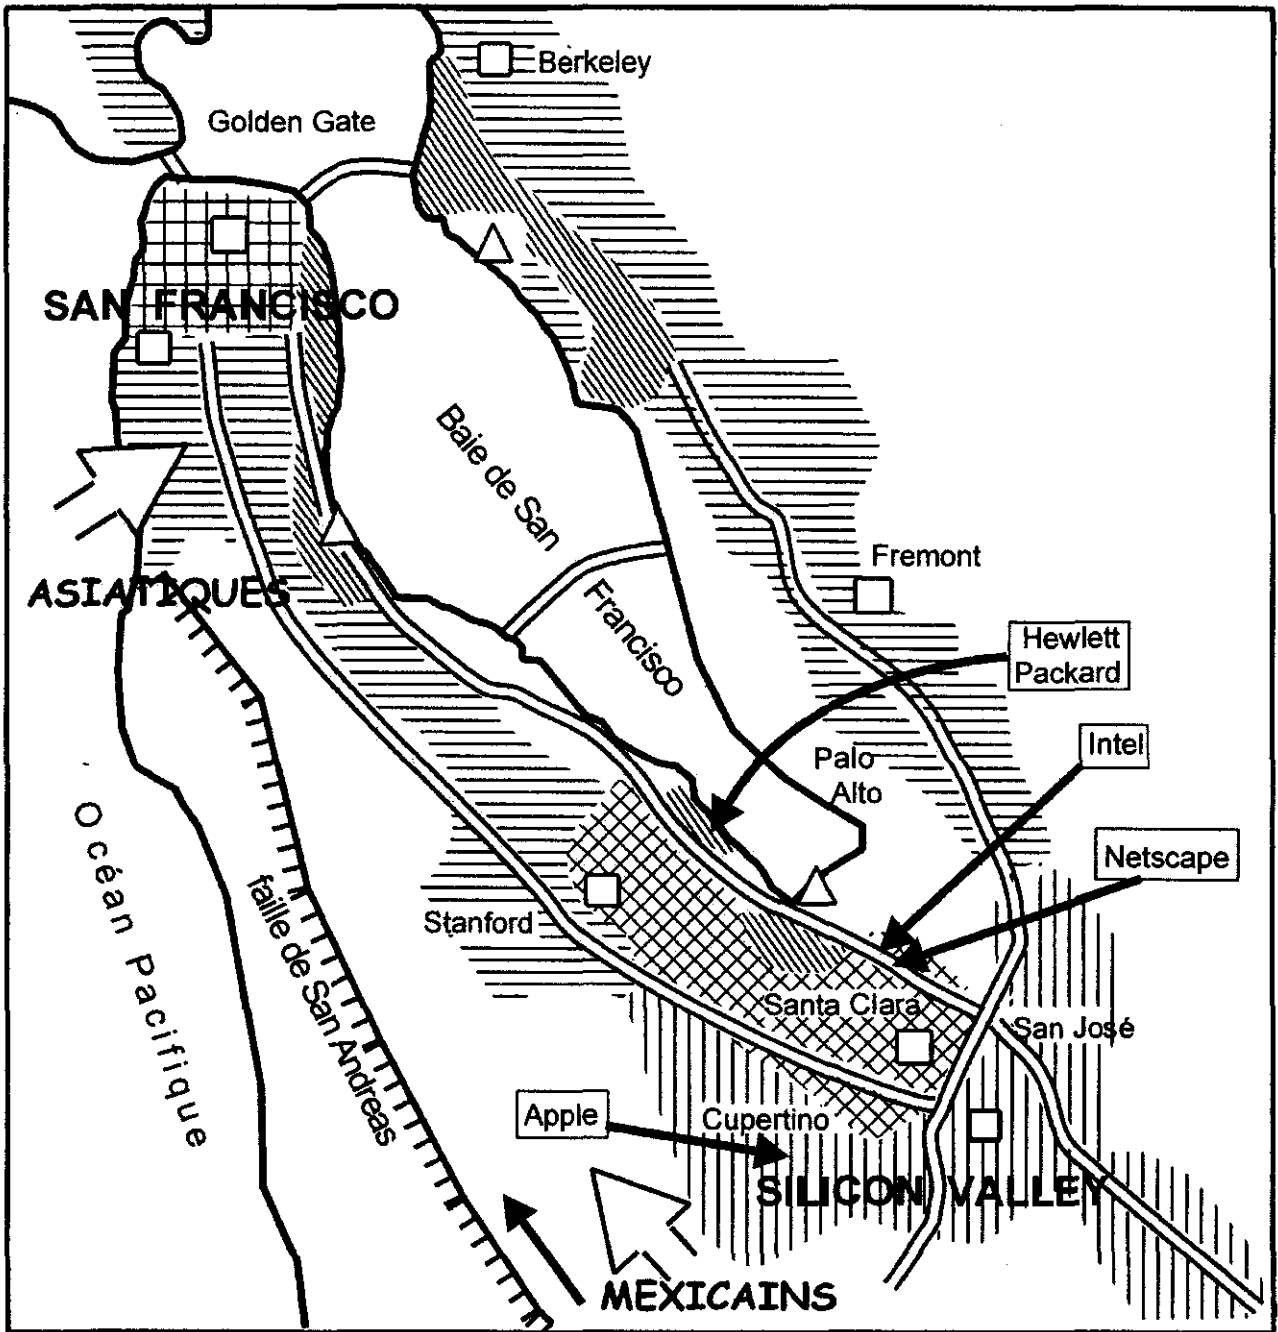 Berkeley
Golden Gate
SAN FRANCISCO
Baie de San
Francisco
Fremont
ASIATIQUES
Hewlett
Packard
Intel
Palo
Alto
Netscape
Océan Pacifique
faille de San Andreas
Stanford
Santa Clara
San José
Apple
Cupertino
SILICON VALLEY
MEXICAINS